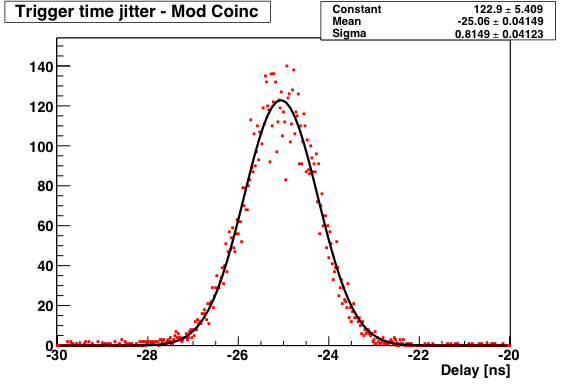 Trigger time jitter - Mod Coinc
Constant 122.9 ± 5.409
Mean -25.06 ± 0.04149
Sigma 0.8149 ± 0.04123
140
120
100
80
60
40
20
0
-30 -28 -26 -24 -22 -20
Delay [ns]